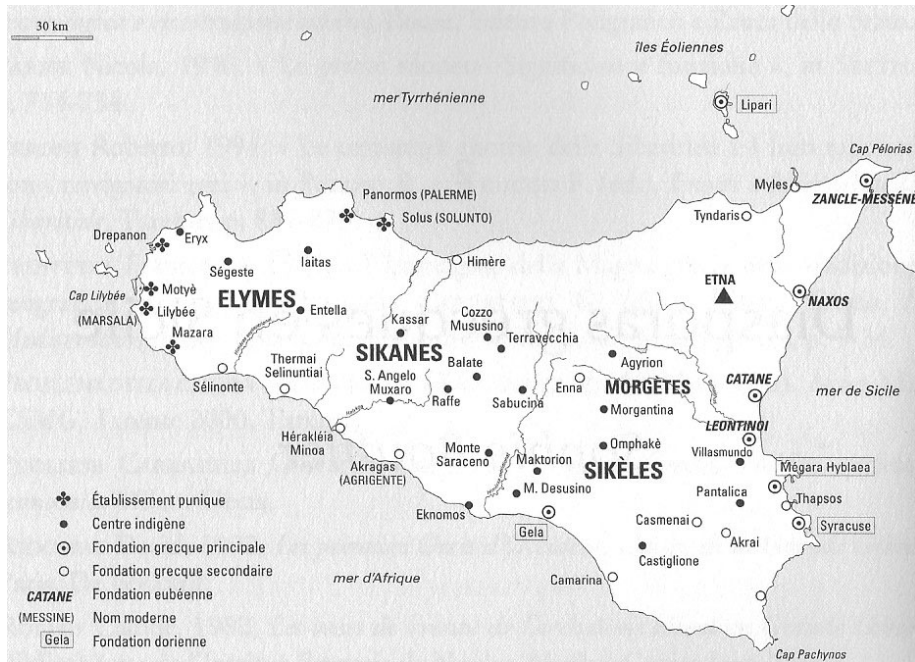 30 km
îles Éoliennes
mer Tyrrhénienne
Lipari
Cap Pélorias
Myles
ZANCLE-MESSÉNÉ
Panormos (PALERME)
Solus (SOLUNTO)
Tyndaris
Drepanon
Eryx
Iaitas
Himère
Ségeste
ETNA
Motyè
NAXOS
Cap Lilybée
ELYMES
Lilybée
(MARSALA)
Entella
Kassar
Cozzo
Mususino
Terravecchia
Mazara
SIKANES
Agyrion
Thermai
Selinuntiai
Balate
Enna
MORGÈTES
CATANE
mer de Sicile
S. Angelo
Muxaro
Sélinonte
Raffe
Sabucina
Morgantina
LEONTINOI
Hérakléia
Minoa
Omphakè
Villasmundo
Monte
Saraceno
Maktorion
SIKÈLES
Mégara Hyblaea
Akragas
(AGRIGENTE)
M. Desusino
Pantalica
Thapsos
Établissement punique
Centre indigène
Eknomos
Casmenai
Syracuse
Fondation grecque principale
Gela
Akrai
Fondation grecque secondaire
mer d'Afrique
Camarina
Castiglione
CATANE
Fondation eubéenne
(MESSINE)
Nom moderne
Gela
Fondation dorienne
Cap Pachynos